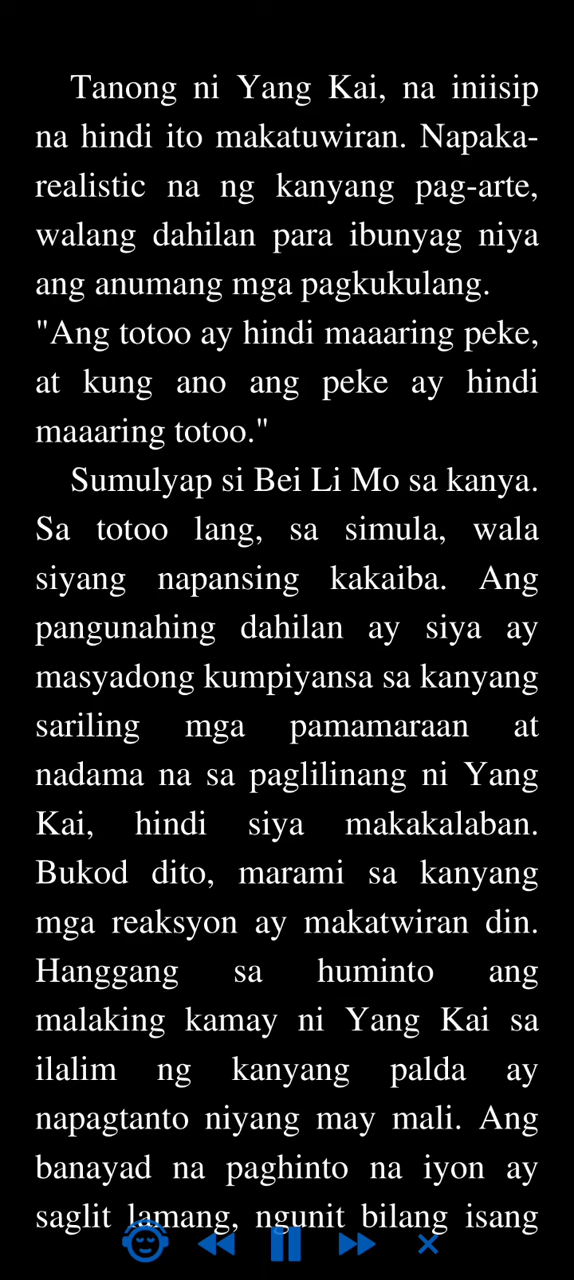 Tanong ni Yang Kai, na iniisip
na hindi ito makatuwiran. Napaka-
realistic na ng kanyang pag-arte,
walang dahilan para ibunyag niya
ang anumang mga pagkukulang.
"Ang totoo ay hindi maaaring peke,
at kung ano ang peke ay hindi
maaaring totoo."
Sumulyap si Bei Li Mo sa kanya.
Sa totoo lang, sa simula, wala
siyang napansing kakaiba. Ang
pangunahing dahilan ay siya ay
masyadong kumpiyansa sa kanyang
sariling mga pamamaraan at
nadama na sa paglilinang ni Yang
Kai, hindi siya makakalaban.
Bukod dito, marami sa kanyang
mga reaksyon ay makatwiran din.
Hanggang sa huminto ang
malaking kamay ni Yang Kai sa
ilalim ng kanyang palda ay
napagtanto niyang may mali. Ang
banayad na paghinto na iyon ay
saglit lamang, ngunit bilang isang